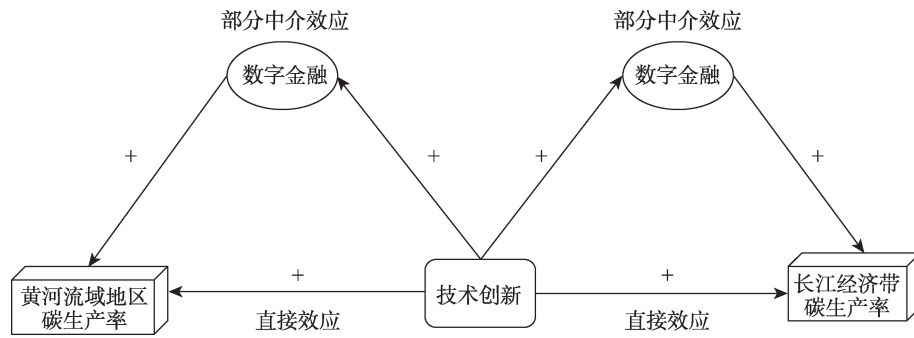 部分中介效应
部分中介效应
数字金融
数字金融
+
+
+
+
+
+
黄河流域地区
碳生产率
技术创新
长江经济带
碳生产率
直接效应
直接效应